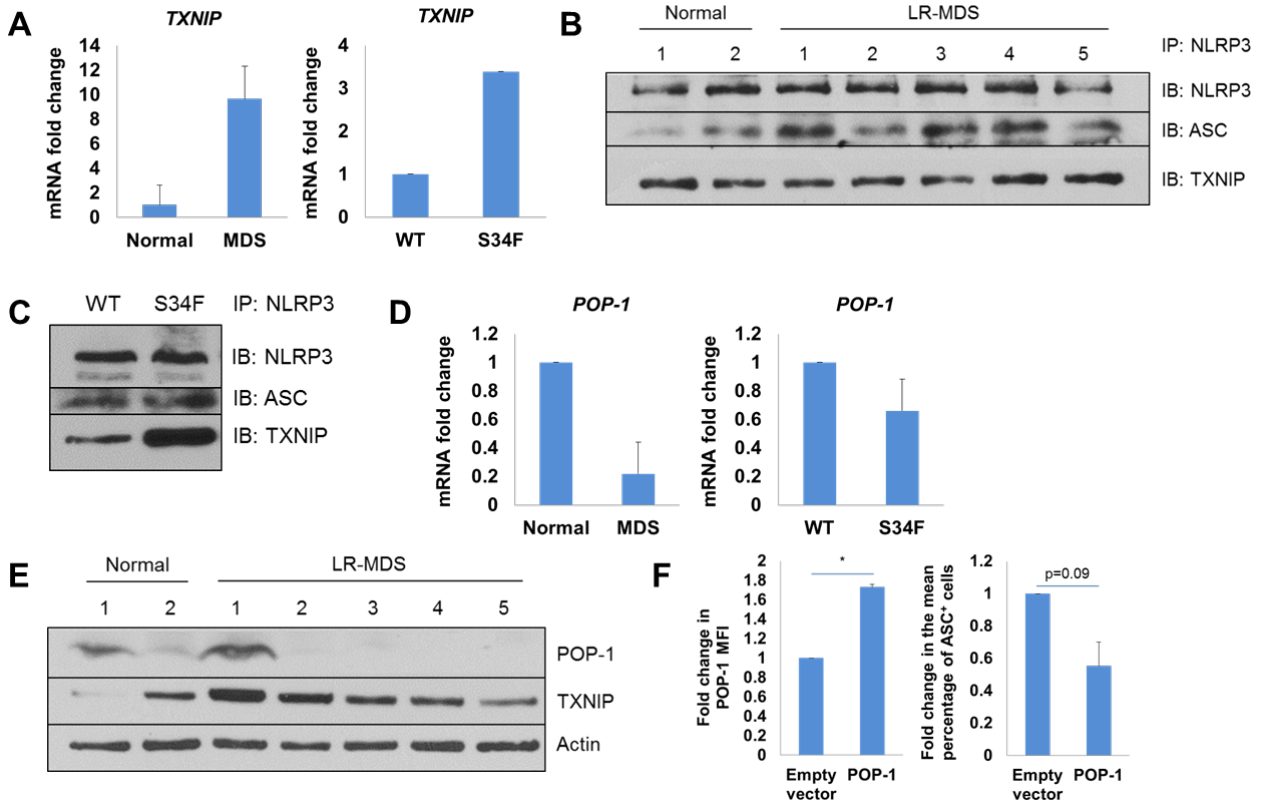 A
TXNIP
mRNA fold change
14
12
10
8
6
4
2
0
Normal MDS
TXNIP
mRNA fold change
4
3
2
1
0
WT S34F
B
Normal LR-MDS
1 2 1 2 3 4 5
IP: NLRP3
IB: NLRP3
IB: ASC
IB: TXNIP
C
WT S34F IP: NLRP3
IB: NLRP3
IB: ASC
IB: TXNIP
D
POP-1
mRNA fold change
1.2
1
0.8
0.6
0.4
0.2
0
Normal MDS
POP-1
mRNA fold change
1.2
1
0.8
0.6
0.4
0.2
0
WT S34F
E
Normal LR-MDS
1 2 1 2 3 4 5
POP-1
TXNIP
Actin
F
Fold change in
POP-1 MFI
2
1.8
1.6
1.4
1.2
1
0.8
0.6
0.4
0.2
0
*
Empty POP-1
vector
Fold change in the mean
percentage of ASC⁺ cells
1.2
1
0.8
0.6
0.4
0.2
0
p=0.09
Empty POP-1
vector